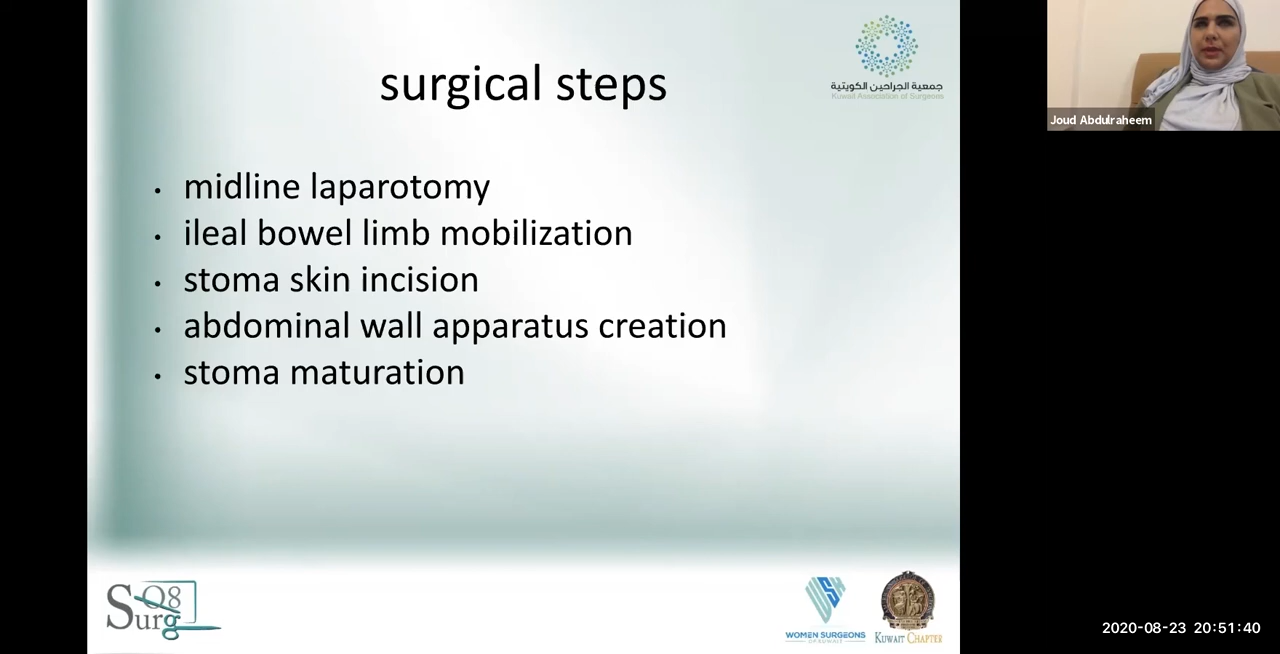 surgical steps
جمعية الجراحين الكويتية
Kuwait Association of Surgeons
Joud Abdulraheem
• midline laparotomy
• ileal bowel limb mobilization
• stoma skin incision
• abdominal wall apparatus creation
• stoma maturation
Q8
Surg
WOMEN SURGEONS
OF KUWAIT
KUWAIT CHAPTER
2020-08-23 20:51:40